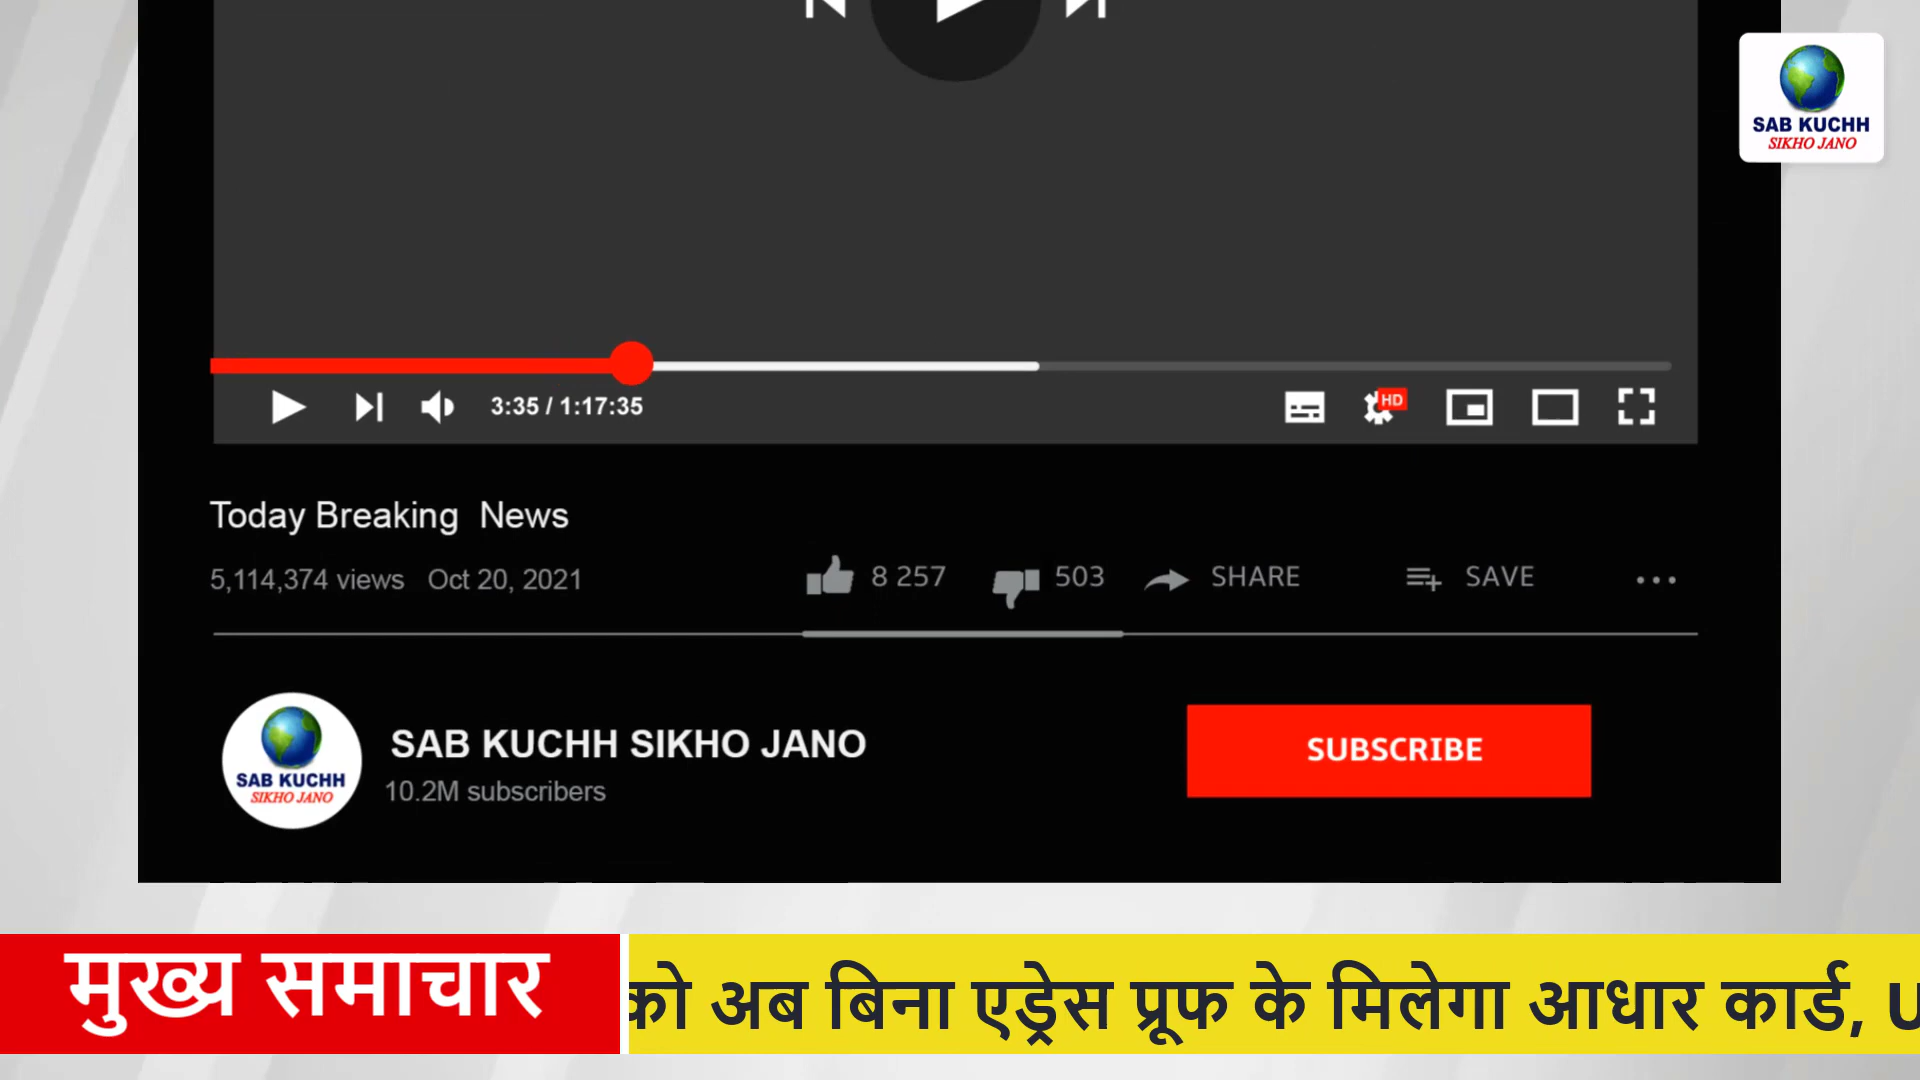 SAB KUCHH
SIKHO JANO
3:35 / 1:17:35
HD
Today Breaking News
5,114,374 views Oct 20, 2021
8 257 503 SHARE SAVE
SAB KUCHH
SIKHO JANO
SAB KUCHH SIKHO JANO
10.2M subscribers
SUBSCRIBE
मुख्य समाचार
को अब बिना एड्रेस प्रूफ के मिलेगा आधार कार्ड,